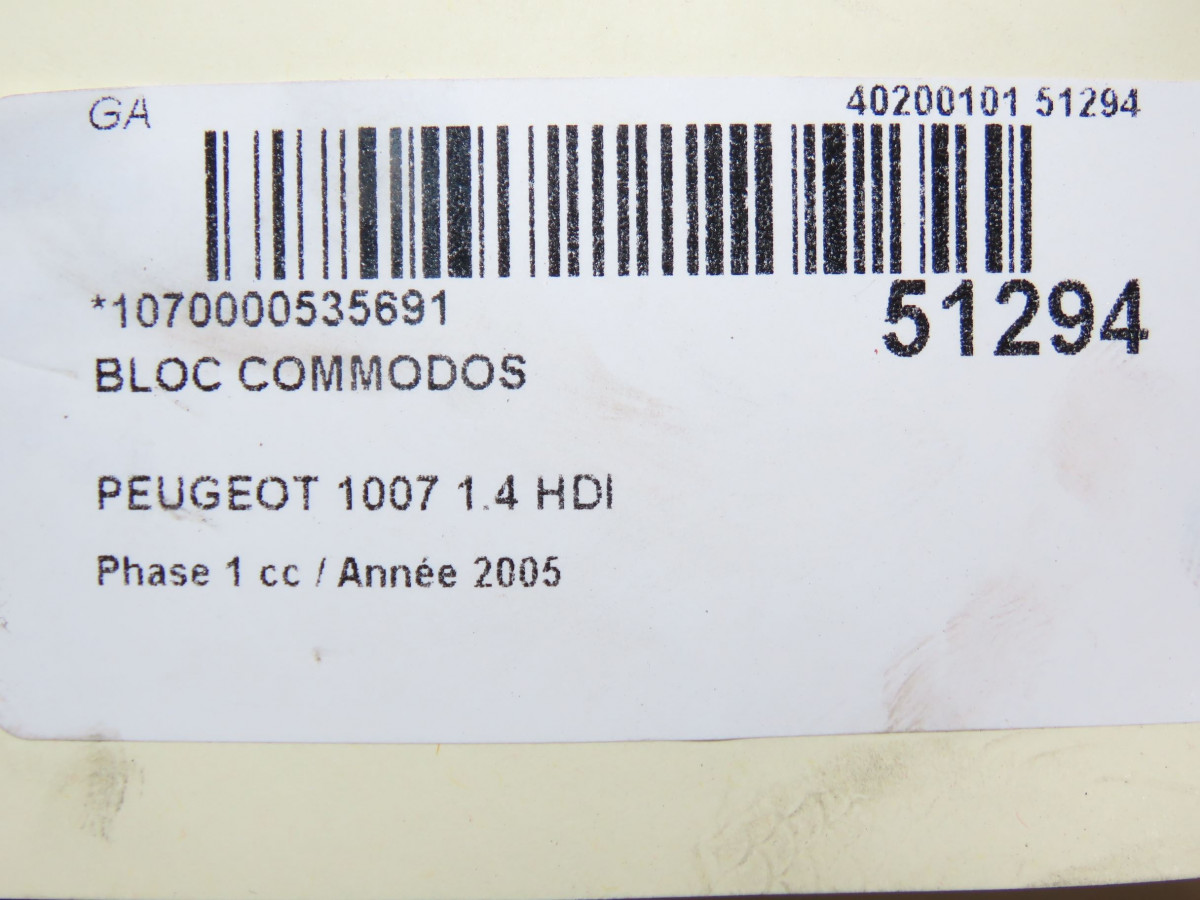 GA
40200101 51294
*1070000535691
51294
BLOC COMMODOS
PEUGEOT 1007 1.4 HDI
Phase 1 cc / Année 2005